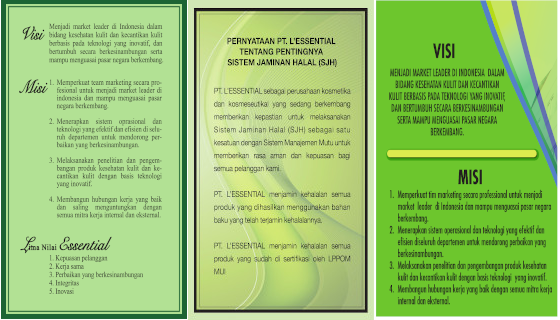 Visi
Menjadi market leader di Indonesia dalam
bidang kesehatan kulit dan kecantikan kulit
berbasis pada teknologi yang inovatif, dan
bertumbuh secara berkesinambungan serta
mampu menguasai pasar negara berkembang.
Misi
1. Memperkuat team marketing secara pro-
fesional untuk menjadi market leader di
indonesia dan mampu menguasai pasar
negara berkembang.
2. Menerapkan sistem oprasional dan
teknologi yang efektif dan efisien di selu-
ruh departemen untuk mendorong per-
baikan yang berkesinambungan.
3. Melaksanakan penelitian dan pengem-
bangan produk kesehatan kulit dan ke-
cantikan kulit dengan basis teknologi
yang inovatif.
4. Membangun hubungan kerja yang baik
dan saling menguntungkan dengan
semua mitra kerja internal dan eksternal.
Lima Nilai Essential
1. Kepuasan pelanggan
2. Kerja sama
3. Perbaikan yang berkesinambungan
4. Integritas
5. Inovasi
PERNYATAAN PT. L'ESSENTIAL
TENTANG PENTINGNYA
SISTEM JAMINAN HALAL (SJH)
PT. L'ESSENTIAL sebagai perusahaan kosmetika
dan kosmeseutikal yang sedang berkembang
memberikan kepastian untuk melaksanakan
Sistem Jaminan Halal (SJH) sebagai satu
kesatuan dengan Sistem Manajemen Mutu untuk
memberikan rasa aman dan kepuasan bagi
semua pelanggan kami.
PT. L'ESSENTIAL menjamin kehalalan semua
produk yang dihasilkan menggunakan bahan
baku yang telah terjamin kehalalannya.
PT. L'ESSENTIAL menjamin kehalalan semua
produk yang sudah di sertifikasi oleh LPPOM
MUI
VISI
MENJADI MARKET LEADER DI INDONESIA DALAM
BIDANG KESEHATAN KULIT DAN KECANTIKAN
KULIT BERBASIS PADA TEKNOLOGI YANG INOVATIF,
DAN BERTUMBUH SECARA BERKESINAMBUNGAN
SERTA MAMPU MENGUASAI PASAR NEGARA
BERKEMBANG.
MISI
1. Memperkuat tim marketing secara professional untuk menjadi
market leader di Indonesia dan mampu menguasai pasar negara
berkembang.
2. Menerapkan sistem operasional dan teknologi yang efektif dan
efisien diseluruh departemen untuk mendorong perbaikan yang
berkesinambungan.
3. Melaksanakan penelitian dan pengembangan produk kesehatan
kulit dan kecantikan kulit dengan basis teknologi yang inovatif.
4. Membangun hubungan kerja yang baik dengan semua mitra kerja
internal dan eksternal.